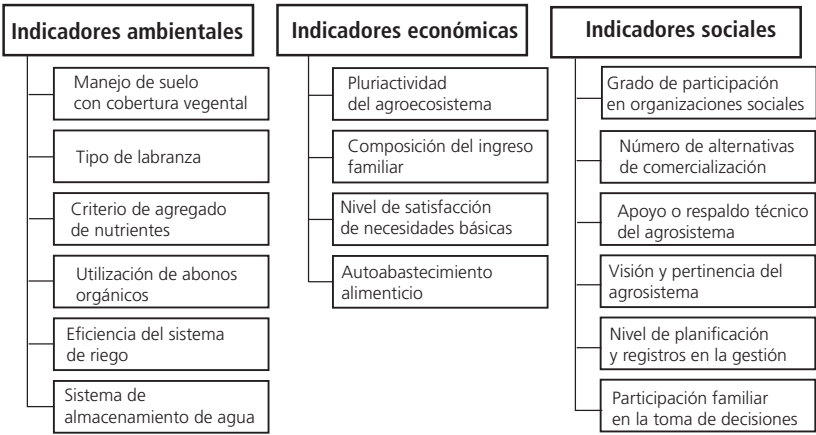 Indicadores ambientales
Manejo de suelo
con cobertura vegetal
Tipo de labranza
Criterio de agregado
de nutrientes
Utilización de abonos
orgánicos
Eficiencia del sistema
de riego
Sistema de
almacenamiento de agua
Indicadores económicas
Pluriactividad
del agroecosistema
Composición del ingreso
familiar
Nivel de satisfacción
de necesidades básicas
Autoabastecimiento
alimenticio
Indicadores sociales
Grado de participación
en organizaciones sociales
Número de alternativas
de comercialización
Apoyo o respaldo técnico
del agrosistema
Visión y pertinencia del
agrosistema
Nivel de planificación
y registros en la gestión
Participación familiar
en la toma de decisiones